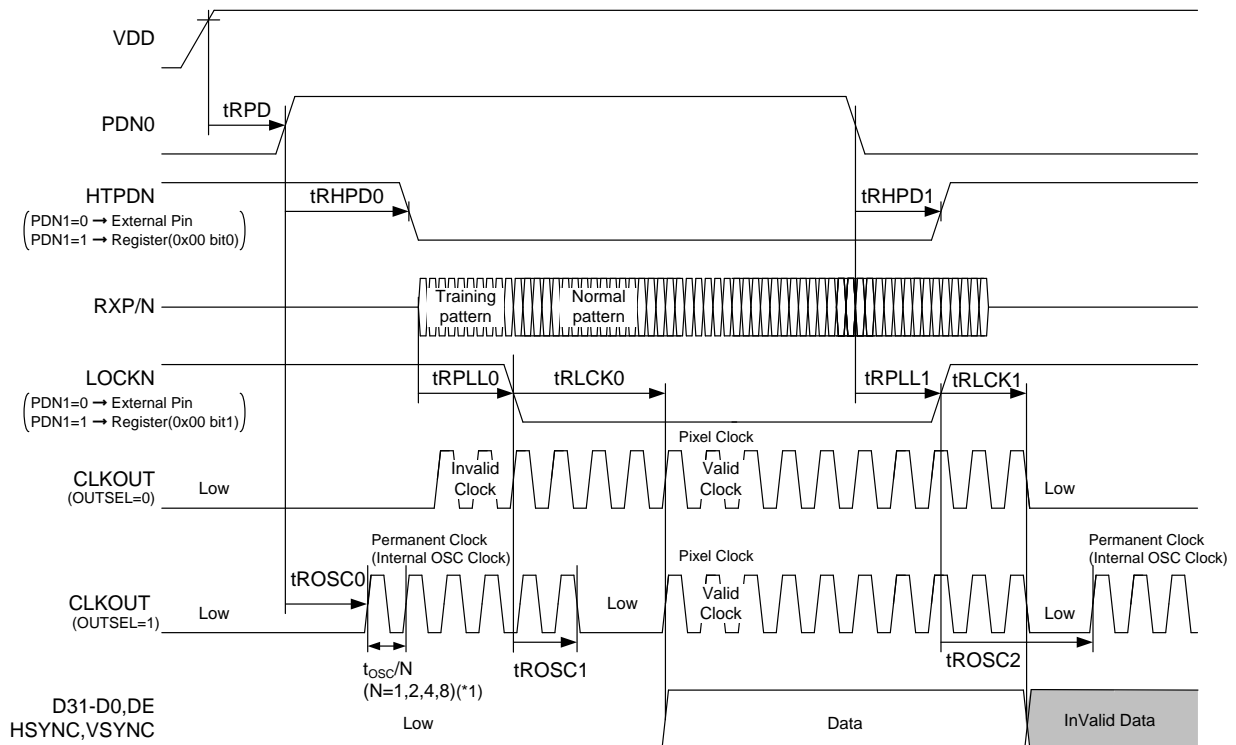 VDD
tRPD
PDN0
HTPDN
(PDN1=0 → External Pin
PDN1=1 → Register(0x00 bit0))
tRHPD0
tRHPD1
RXP/N
Training
pattern
Normal
pattern
LOCKN
(PDN1=0 → External Pin
PDN1=1 → Register(0x00 bit1))
tRPLL0
tRLCK0
tRPLL1
tRLCK1
CLKOUT
(OUTSEL=0)
Low
Invalid
Clock
Pixel Clock
Valid
Clock
Low
Permanent Clock
(Internal OSC Clock)
Pixel Clock
Permanent Clock
(Internal OSC Clock)
tROSC0
CLKOUT
(OUTSEL=1)
Low
Low
Valid
Clock
Low
tOSC/N
(N=1,2,4,8)(*1)
tROSC1
tROSC2
D31-D0,DE
HSYNC,VSYNC
Low
Data
InValid Data